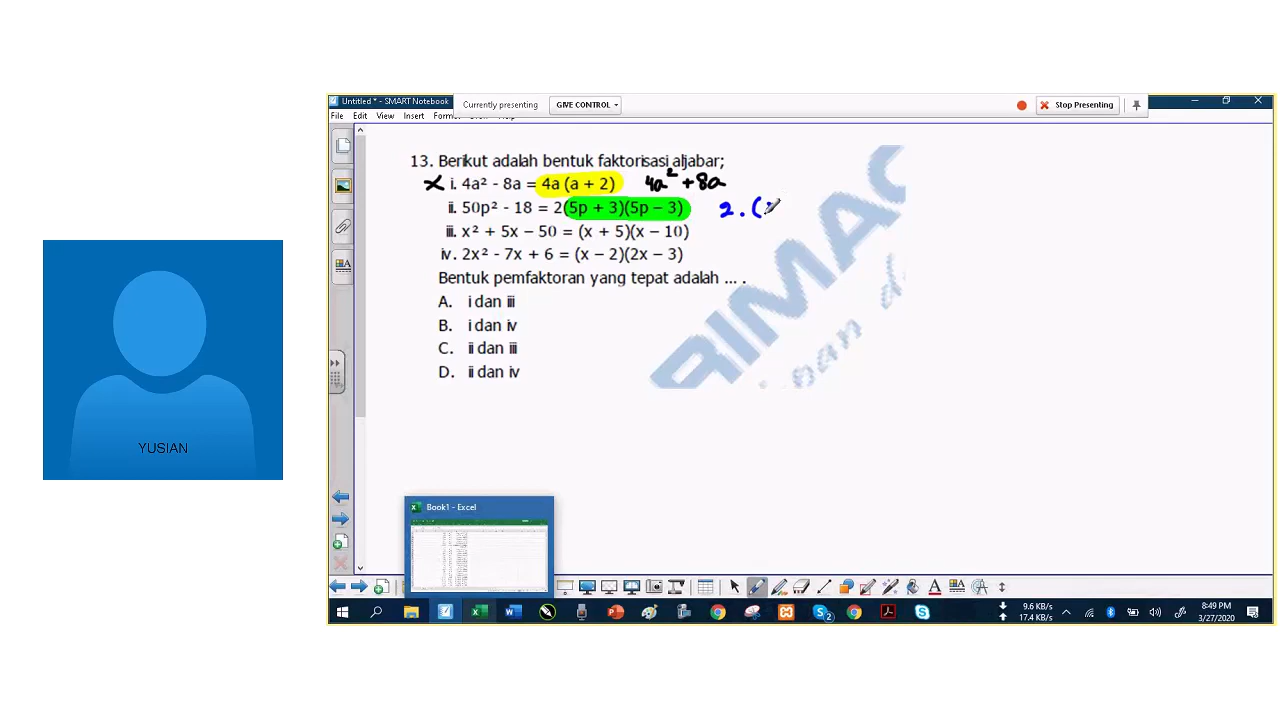 Untitled * - SMART Notebook
Currently presenting
GIVE CONTROL
Stop Presenting
File Edit View Insert
13. Berikut adalah bentuk faktorisasi aljabar;
x i. 4a² - 8a = 4a (a + 2) 4a² + 8a
ii. 50p² - 18 = 2(5p + 3)(5p – 3) 2 . (
iii. x² + 5x – 50 = (x + 5)(x – 10)
iv. 2x² - 7x + 6 = (x – 2)(2x – 3)
Bentuk pemfaktoran yang tepat adalah ... .
A. i dan iii
B. i dan iv
C. ii dan iii
D. ii dan iv
RIMAG
YUSIAN
Book1 - Excel
9.6 KB/s
17.4 KB/s
8:49 PM
3/27/2020